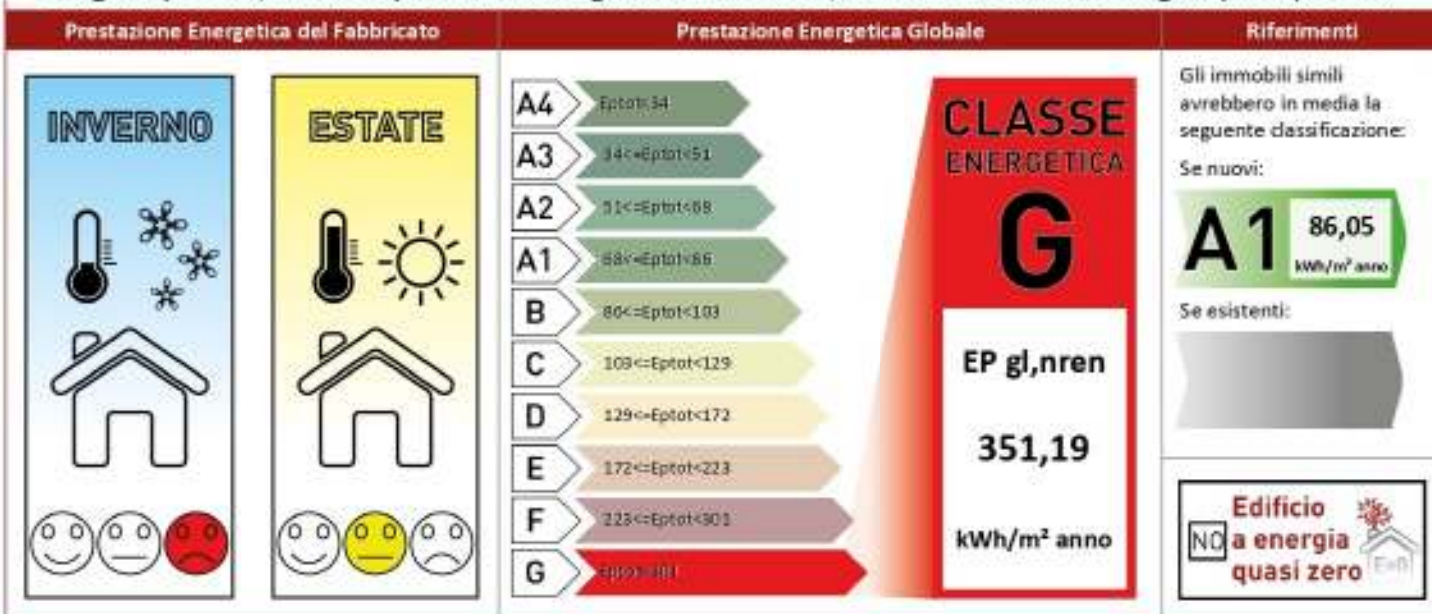 Prestazione Energetica del Fabbricato
Prestazione Energetica Globale
Riferimenti
INVERNO
ESTATE
A4
Eptot<34
A3
34<=Eptot<51
A2
51<=Eptot<68
A1
68<=Eptot<86
B
86<=Eptot<103
C
103<=Eptot<129
D
129<=Eptot<172
E
172<=Eptot<223
F
223<=Eptot<301
G
CLASSE
ENERGETICA
G
EP gl,nren
351,19
kWh/m² anno
Gli immobili simili
avrebbero in media la
seguente classificazione:
Se nuovi:
A1
86,05
kWh/m² anno
Se esistenti:
NO
Edificio
a energia
quasi zero